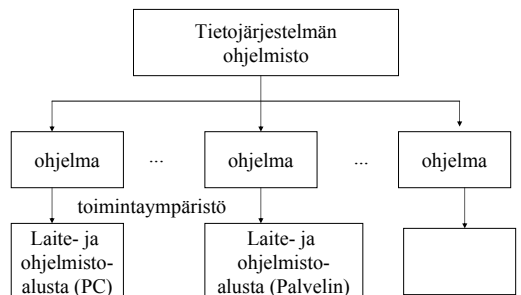 Tietojärjestelmän
ohjelmisto
ohjelma ... ohjelma ... ohjelma
toimintaympäristö
Laite- ja
ohjelmisto-
alusta (PC)
Laite- ja
ohjelmisto-
alusta (Palvelin)